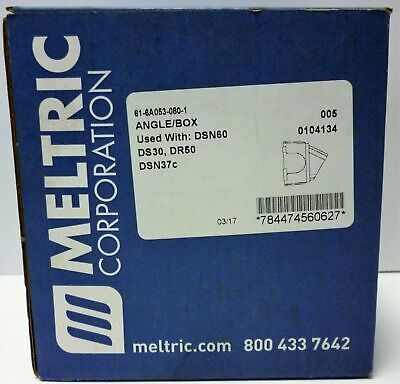 MELTRIC
CORPORATION
61-6A053-080-1
ANGLE/BOX
Used With: DSN60
DS30, DR50
DSN37c
005
0104134
03/17
*784474560627*
meltric.com 800 433 7642